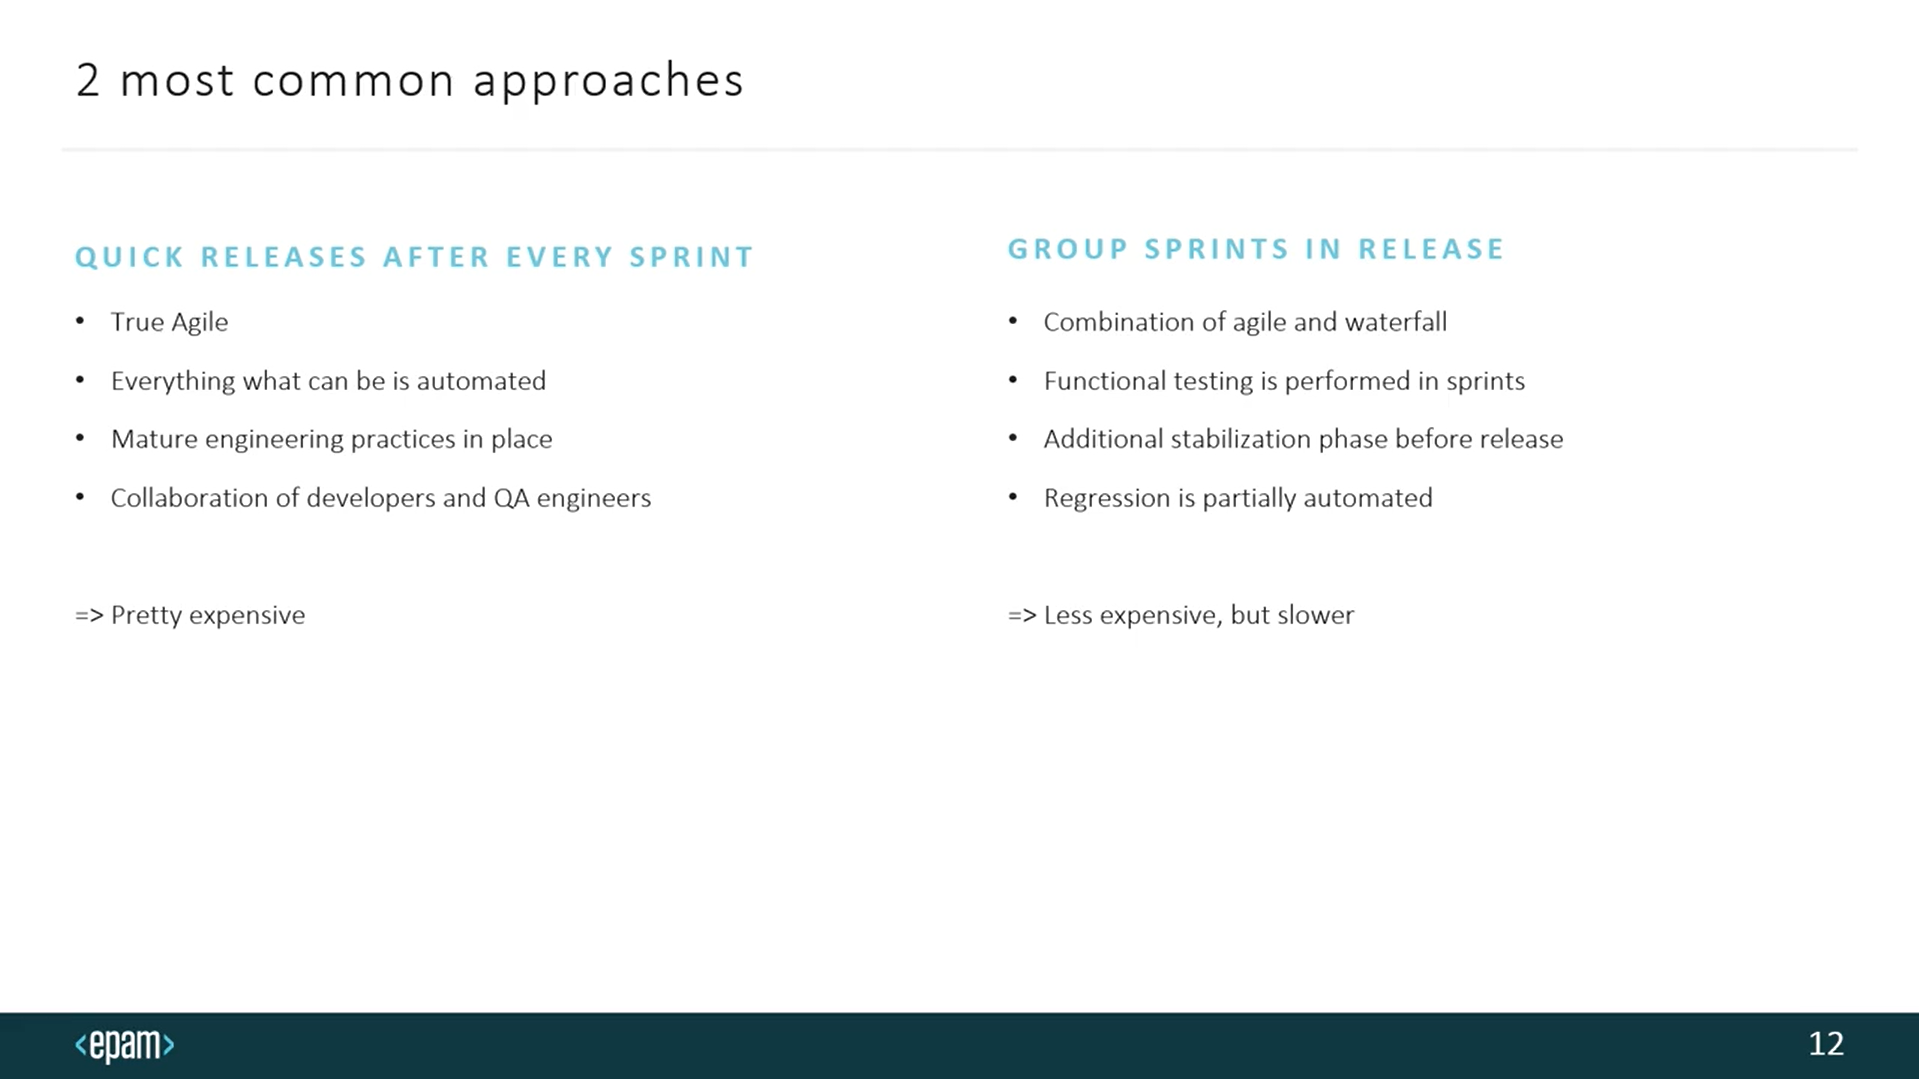 2 most common approaches
QUICK RELEASES AFTER EVERY SPRINT
• True Agile
• Everything what can be is automated
• Mature engineering practices in place
• Collaboration of developers and QA engineers
=> Pretty expensive
GROUP SPRINTS IN RELEASE
• Combination of agile and waterfall
• Functional testing is performed in sprints
• Additional stabilization phase before release
• Regression is partially automated
=> Less expensive, but slower
<epam>
12